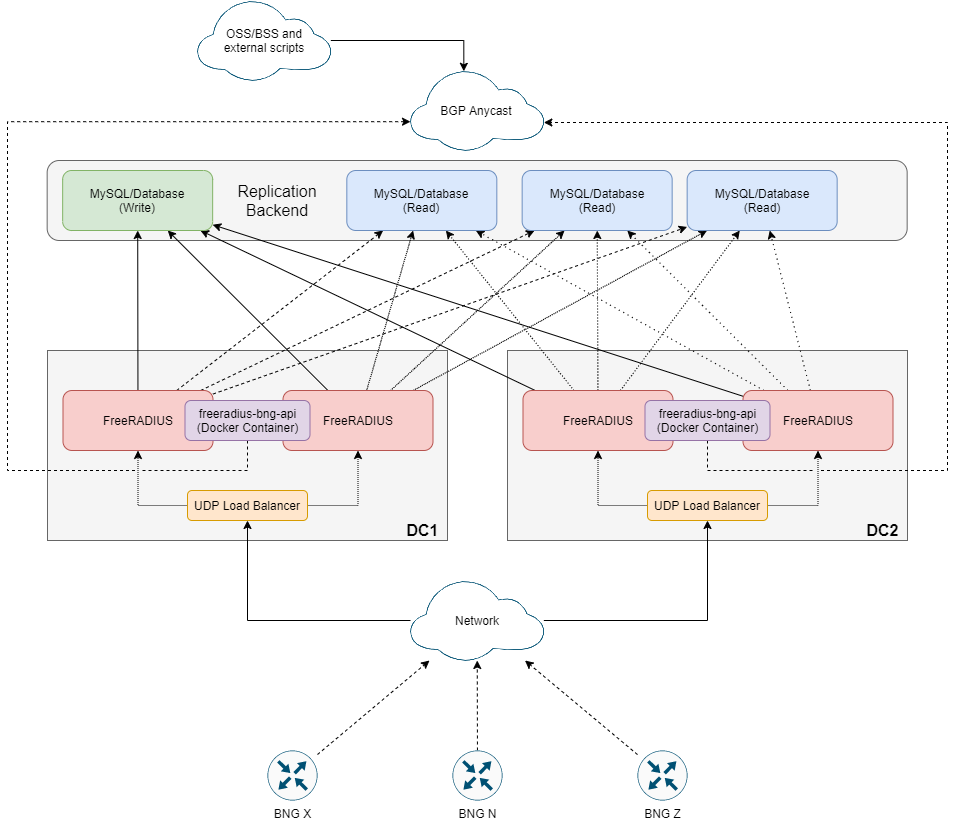 OSS/BSS and
external scripts
BGP Anycast
MySQL/Database
(Write)
Replication
Backend
MySQL/Database
(Read)
MySQL/Database
(Read)
MySQL/Database
(Read)
FreeRADIUS
freeradius-bng-api
(Docker Container)
FreeRADIUS
FreeRADIUS
freeradius-bng-api
(Docker Container)
FreeRADIUS
UDP Load Balancer
DC1
UDP Load Balancer
DC2
Network
BNG X
BNG N
BNG Z